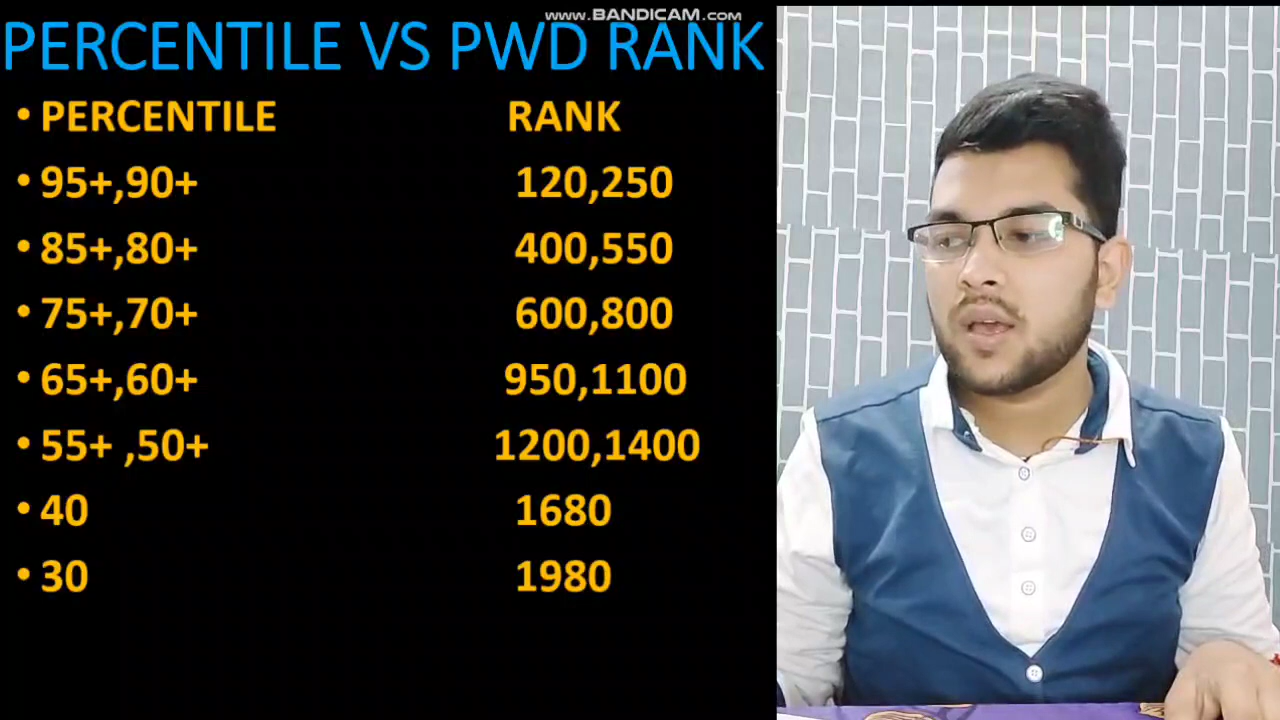 www.BANDICAM.com
PERCENTILE VS PWD RANK
• PERCENTILE RANK
• 95+,90+ 120,250
• 85+,80+ 400,550
• 75+,70+ 600,800
• 65+,60+ 950,1100
• 55+ ,50+ 1200,1400
• 40 1680
• 30 1980